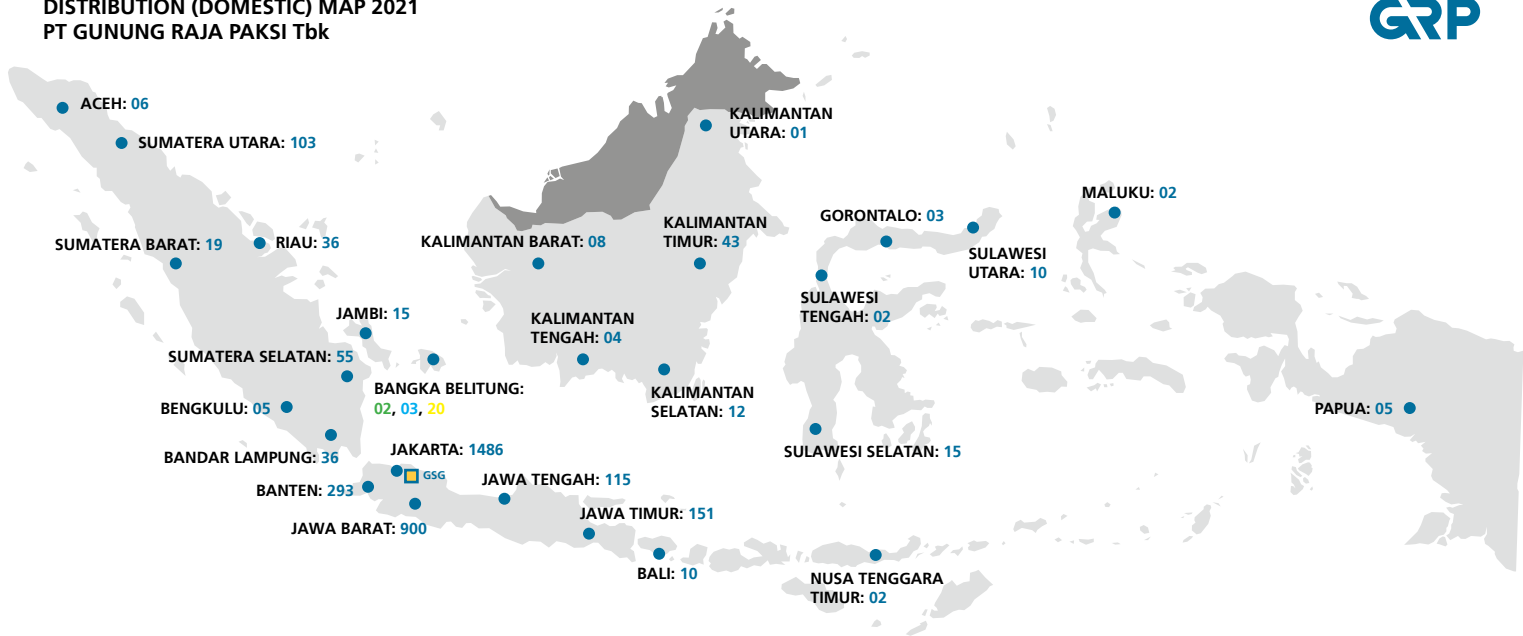 DISTRIBUTION (DOMESTIC) MAP 2021
PT GUNUNG RAJA PAKSI Tbk
GRP
ACEH: 06
SUMATERA UTARA: 103
KALIMANTAN
UTARA: 01
MALUKU: 02
GORONTALO: 03
SUMATERA BARAT: 19
RIAU: 36
KALIMANTAN BARAT: 08
KALIMANTAN
TIMUR: 43
SULAWESI
UTARA: 10
SULAWESI
TENGAH: 02
JAMBI: 15
KALIMANTAN
TENGAH: 04
SUMATERA SELATAN: 55
BANGKA BELITUNG:
02, 03, 20
KALIMANTAN
SELATAN: 12
BENGKULU: 05
PAPUA: 05
BANDAR LAMPUNG: 36
JAKARTA: 1486
GSG
SULAWESI SELATAN: 15
BANTEN: 293
JAWA TENGAH: 115
JAWA BARAT: 900
JAWA TIMUR: 151
BALI: 10
NUSA TENGGARA
TIMUR: 02